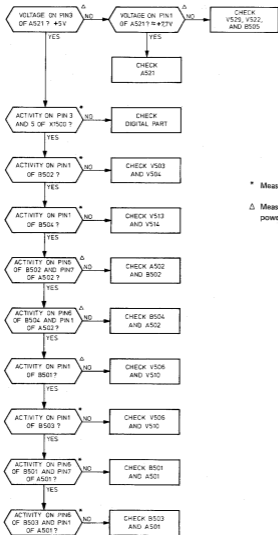 VOLTAGE ON PIN3
OF A521? +5V
Δ
NO
VOLTAGE ON PIN1
OF A521?
Δ
NO
CHECK
V529, V522,
AND B505
YES
YES
CHECK
A521
ACTIVITY ON PIN 3
AND 5 OF X1500?
*
NO
CHECK
DIGITAL PART
YES
ACTIVITY ON PIN1
OF B502?
*
NO
CHECK V503
AND V504
YES
* Meas
ACTIVITY ON PIN1
OF B504?
*
NO
CHECK V513
AND V514
Δ Meas
powe
YES
ACTIVITY ON PIN6
OF B502 AND PIN7
OF A502?
Δ
NO
CHECK A502
AND B502
YES
ACTIVITY ON PIN6
OF B504 AND PIN1
OF A502?
Δ
NO
CHECK B504
AND A502
YES
ACTIVITY ON PIN1
OF B501?
Δ
NO
CHECK V506
AND V510
YES
ACTIVITY ON PIN1
OF B503?
*
NO
CHECK V506
AND V510
YES
ACTIVITY ON PIN6
OF B501 AND PIN7
OF A501?
*
NO
CHECK B501
AND A501
YES
ACTIVITY ON PIN6
OF B503 AND PIN1
OF A501?
*
NO
CHECK B503
AND A501